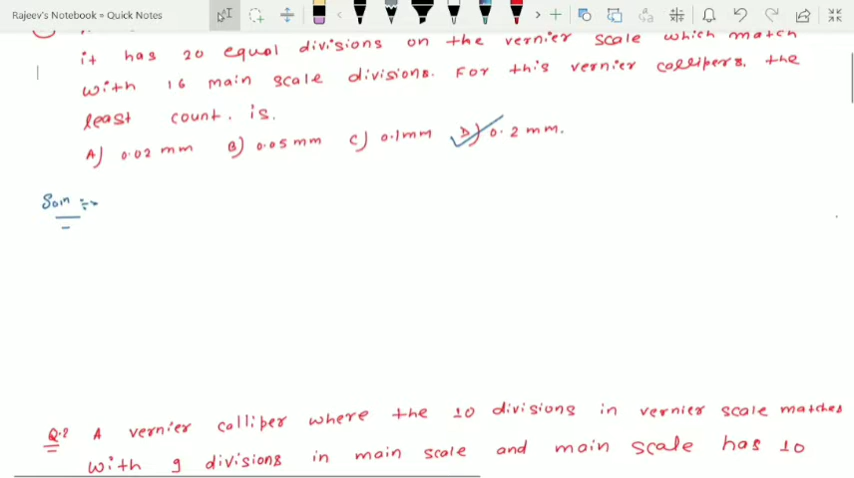 Rajeev's Notebook » Quick Notes
it has 20 equal divisions on the vernier scale which match
with 16 main scale divisions. For this vernier callipers, the
least count is.
A) 0.02 mm B) 0.05 mm C) 0.1mm D) 0.2 mm.
Soln :->
Q.2 A vernier calliper where the 10 divisions in vernier scale matches
with 9 divisions in main scale and main scale has 10